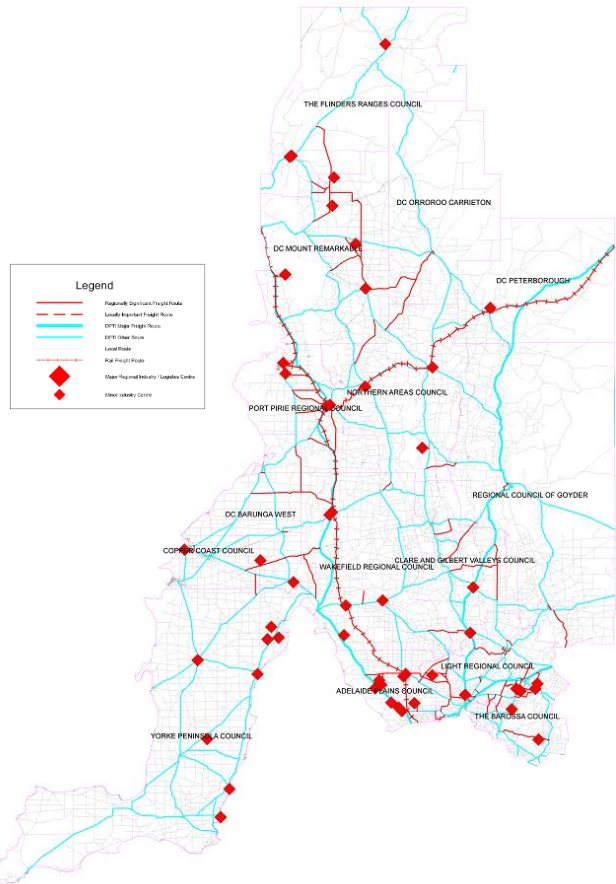 THE FLINDERS RANGES COUNCIL
DC ORROROO CARRIETON
DC MOUNT REMARKABLE
DC PETERBOROUGH
Legend
Regionally Significant Freight Route
Locally Important Freight Route
DPTI Major Freight Route
DPTI Other Route
Local Route
Rail Freight Route
Major Regional Industry / Logistics Centre
Minor Industry Centre
NORTHERN AREAS COUNCIL
PORT PIRIE REGIONAL COUNCIL
REGIONAL COUNCIL OF GOYDER
DC BARUNGA WEST
COPPER COAST COUNCIL
CLARE AND GILBERT VALLEYS COUNCIL
WAKEFIELD REGIONAL COUNCIL
LIGHT REGIONAL COUNCIL
ADELAIDE PLAINS COUNCIL
THE BAROSSA COUNCIL
YORKE PENINSULA COUNCIL